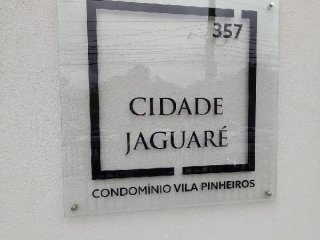 357
CIDADE
JAGUARÉ
CONDOMÍNIO VILA PINHEIROS